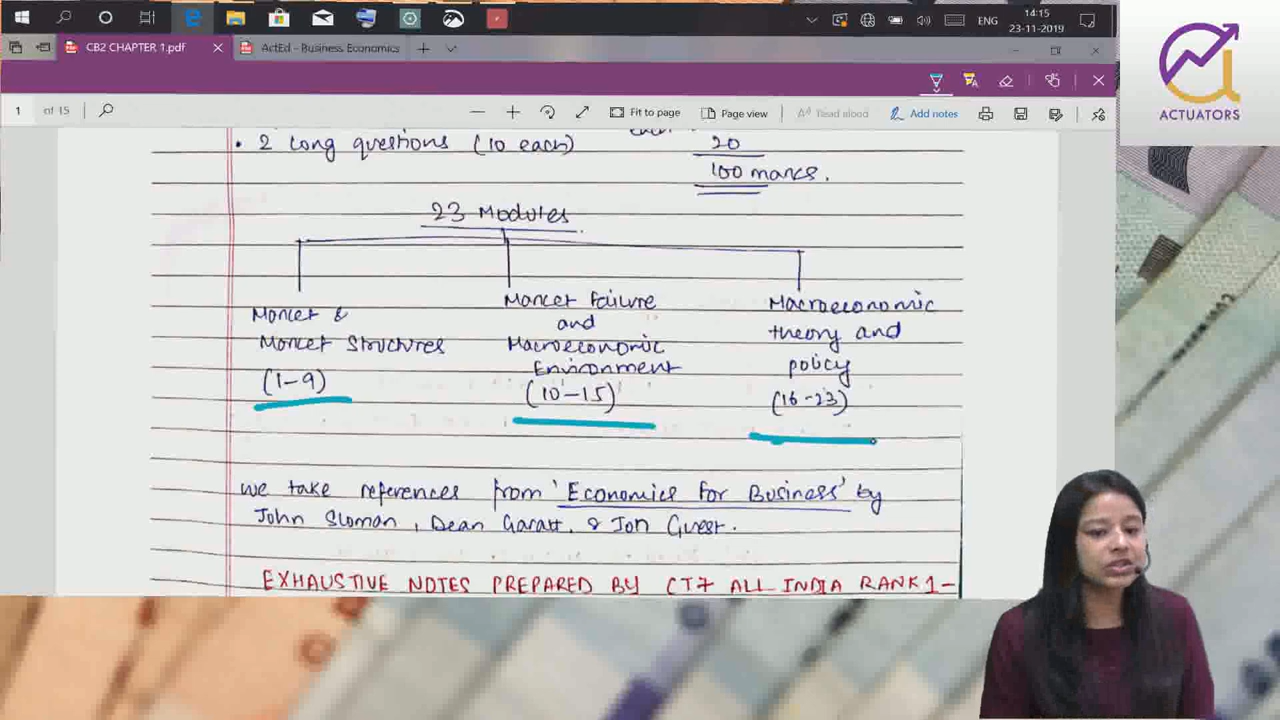 14:15
ENG
23-11-2019
CB2 CHAPTER 1.pdf
ActEd - Business Economics
1 of 15
Fit to page
Page view
Read aloud
Add notes
ACTUATORS
• 2 Long questions (10 each)
20
100 marks.
23 Modules
Market &
Market Structures
(1-9)
Market Failure
and
Macroeconomic
Environment
(10-15)
Macroeconomic
theory and
policy
(16-23)
we take references from 'Economics for Business' by
John Sloman, Dean Garatt, & Jon Guest.
EXHAUSTIVE NOTES PREPARED BY CT7 ALL INDIA RANK 1-